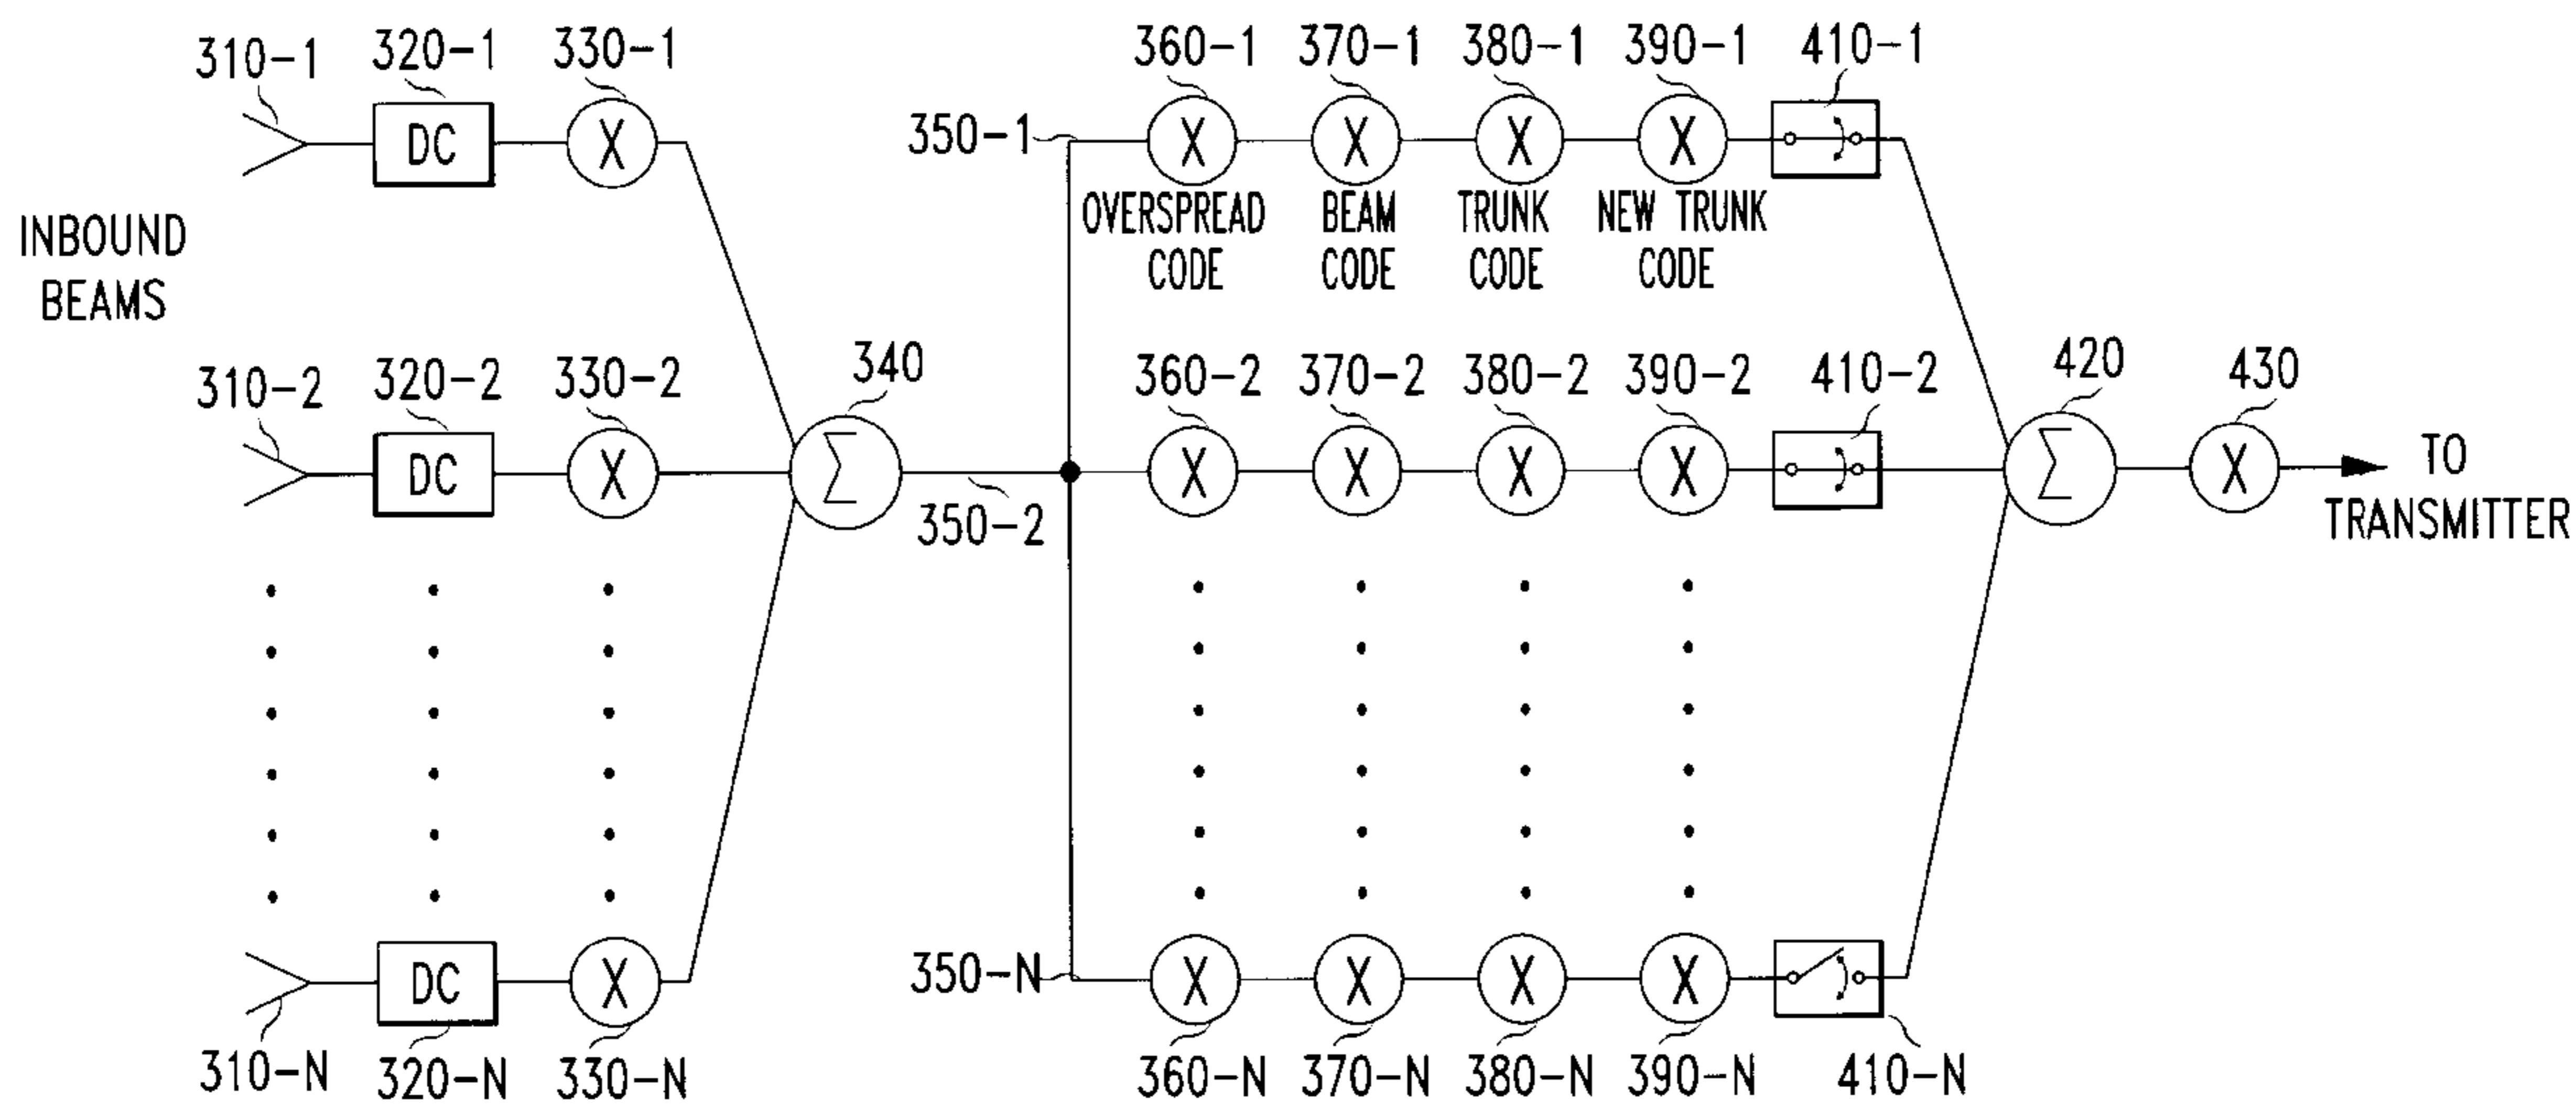 310-1 320-1 330-1 360-1 370-1 380-1 390-1 410-1
DC X 350-1 X X X X
INBOUND
BEAMS
OVERSPREAD
CODE
BEAM
CODE
TRUNK
CODE
NEW TRUNK
CODE
310-2 320-2 330-2 340 360-2 370-2 380-2 390-2 410-2 420 430
DC X Σ 350-2 X X X X Σ X
TO
TRANSMITTER
DC X 350-N X X X X
310-N 320-N 330-N 360-N 370-N 380-N 390-N 410-N